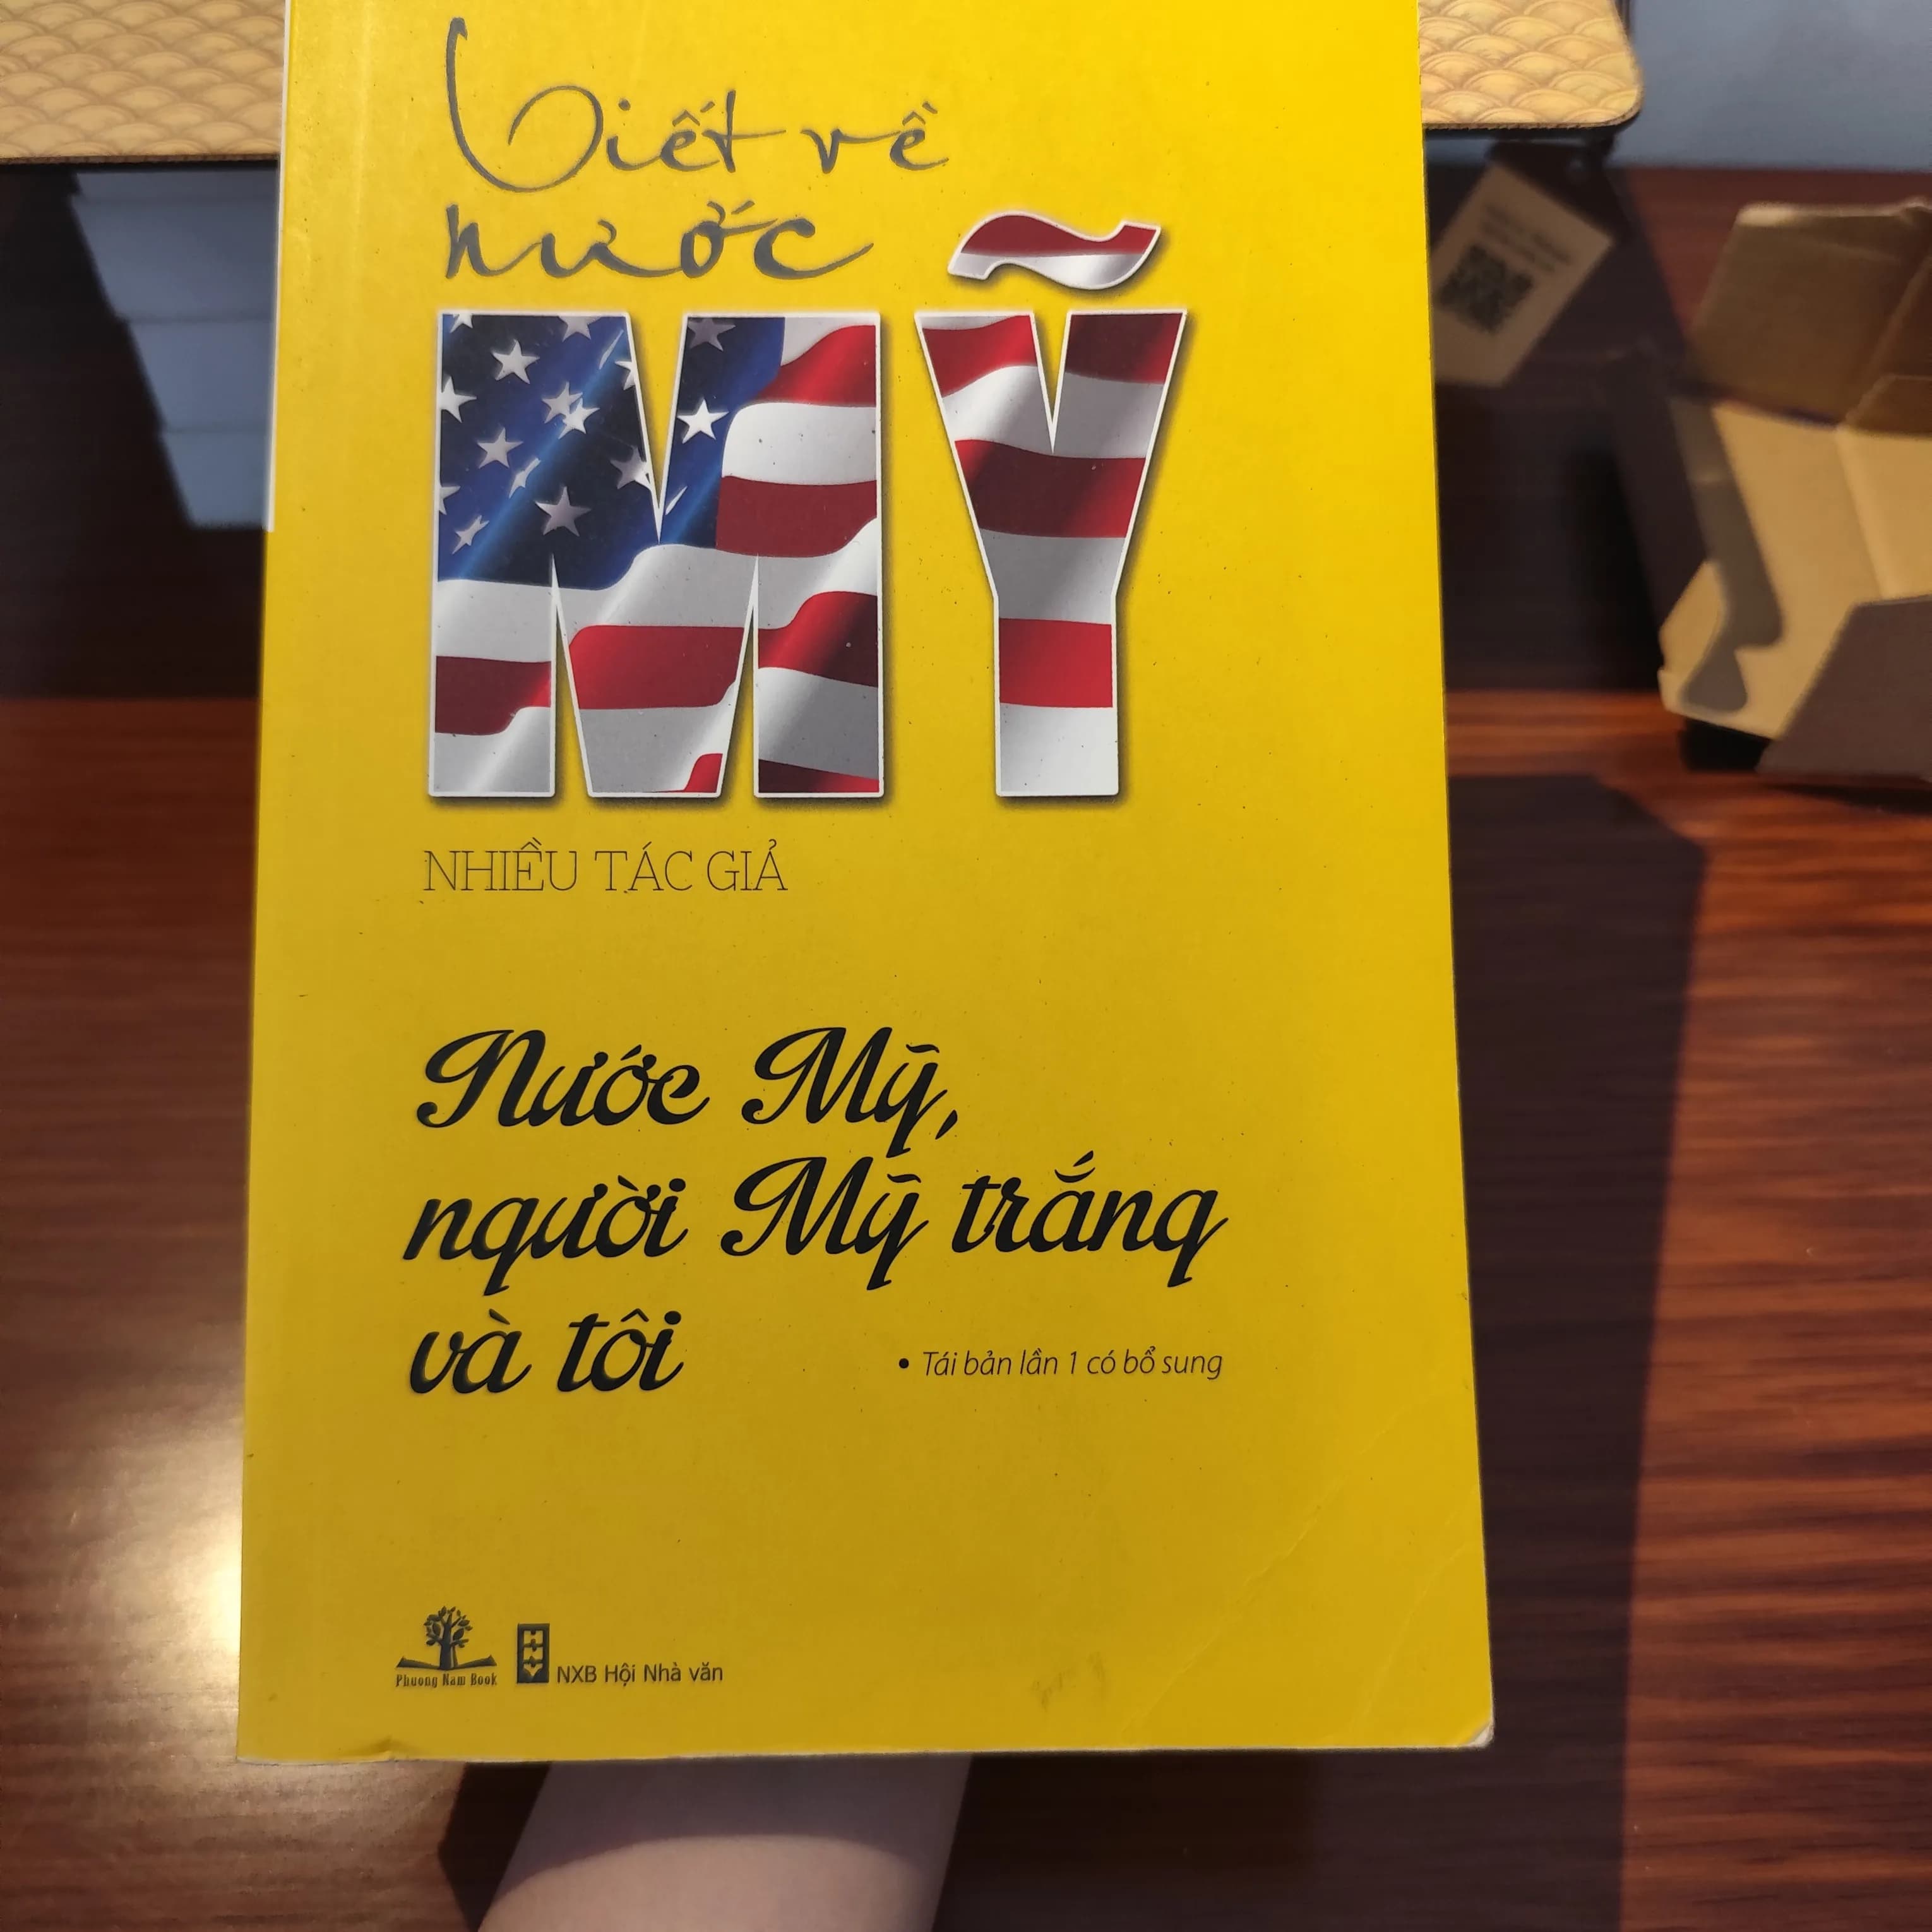 Viết về
nước
MỸ
NHIỀU TÁC GIẢ
Nước Mỹ,
người Mỹ trắng
và tôi
• Tái bản lần 1 có bổ sung
Phuong Nam Book
NXB Hội Nhà văn